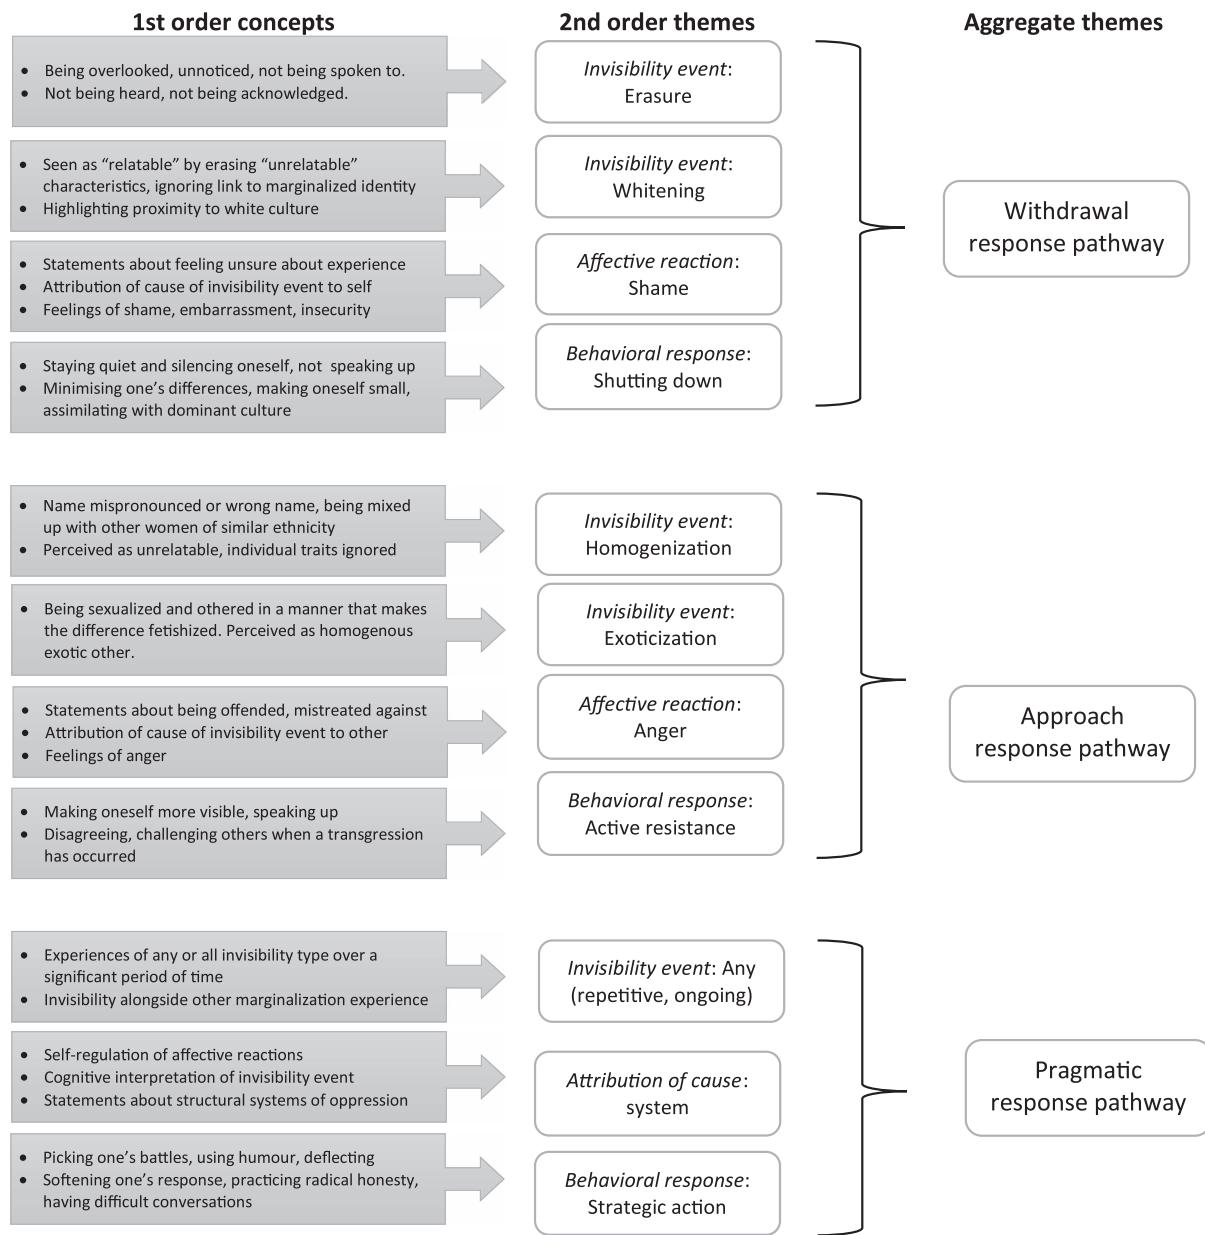 1st order concepts
2nd order themes
Aggregate themes
• Being overlooked, unnoticed, not being spoken to.
• Not being heard, not being acknowledged.
Invisibility event:
Erasure
• Seen as “relatable” by erasing “unrelatable”
characteristics, ignoring link to marginalized identity
• Highlighting proximity to white culture
Invisibility event:
Whitening
• Statements about feeling unsure about experience
• Attribution of cause of invisibility event to self
• Feelings of shame, embarrassment, insecurity
Affective reaction:
Shame
• Staying quiet and silencing oneself, not speaking up
• Minimising one’s differences, making oneself small,
assimilating with dominant culture
Behavioral response:
Shutting down
Withdrawal
response pathway
• Name mispronounced or wrong name, being mixed
up with other women of similar ethnicity
• Perceived as unrelatable, individual traits ignored
Invisibility event:
Homogenization
• Being sexualized and othered in a manner that makes
the difference fetishized. Perceived as homogenous
exotic other.
Invisibility event:
Exoticization
• Statements about being offended, mistreated against
• Attribution of cause of invisibility event to other
• Feelings of anger
Affective reaction:
Anger
• Making oneself more visible, speaking up
• Disagreeing, challenging others when a transgression
has occurred
Behavioral response:
Active resistance
Approach
response pathway
• Experiences of any or all invisibility type over a
significant period of time
• Invisibility alongside other marginalization experience
Invisibility event: Any
(repetitive, ongoing)
• Self-regulation of affective reactions
• Cognitive interpretation of invisibility event
• Statements about structural systems of oppression
Attribution of cause:
system
• Picking one’s battles, using humour, deflecting
• Softening one’s response, practicing radical honesty,
having difficult conversations
Behavioral response:
Strategic action
Pragmatic
response pathway